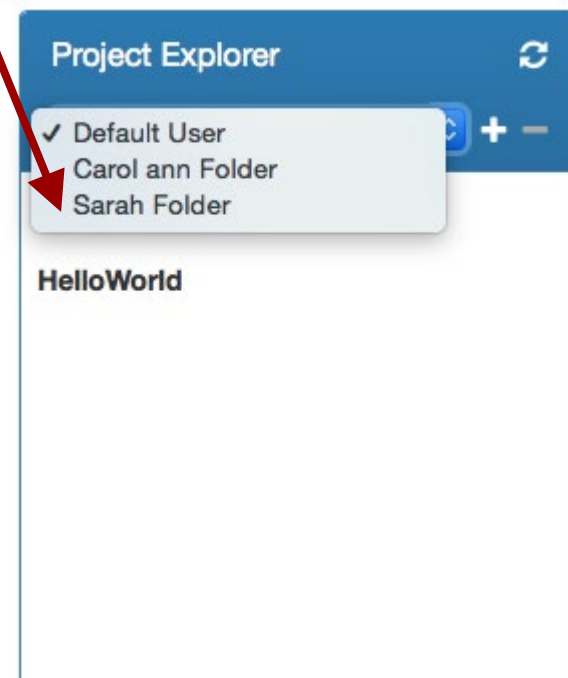 Project Explorer
✓ Default User
Carol ann Folder
Sarah Folder
HelloWorld